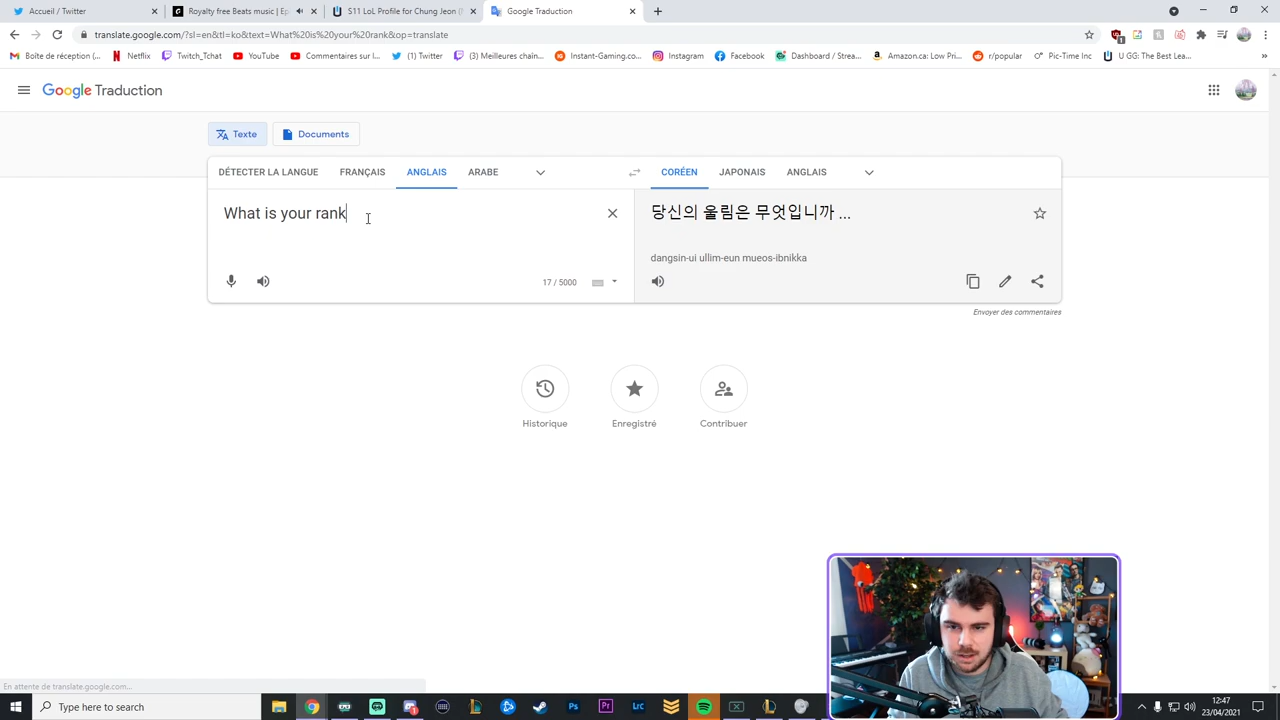 Accueil / Twitter
Royalty free Beats music | Ep
S11 LoL Profile for Chung Jeon (
Google Traduction
translate.google.com/?sl=en&tl=ko&text=What%20is%20your%20rank&op=translate
Boîte de réception (...
Netflix
Twitch_Tchat
YouTube
Commentaires sur l...
(1) Twitter
(3) Meilleures chaîn...
Instant-Gaming.co...
Instagram
Facebook
Dashboard / Strea...
Amazon.ca: Low Pri...
r/popular
Pic-Time Inc
U GG: The Best Lea...
»
Google Traduction
Texte
Documents
DÉTECTER LA LANGUE
FRANÇAIS
ANGLAIS
ARABE
CORÉEN
JAPONAIS
ANGLAIS
What is your rank
당신의 울림은 무엇입니까 ...
dangsin-ui ullim-eun mueos-ibnikka
17 / 5000
Envoyer des commentaires
Historique
Enregistré
Contribuer
En attente de translate.google.com...
Type here to search
Ps
Pr
Lrc
12:47
23/04/2021